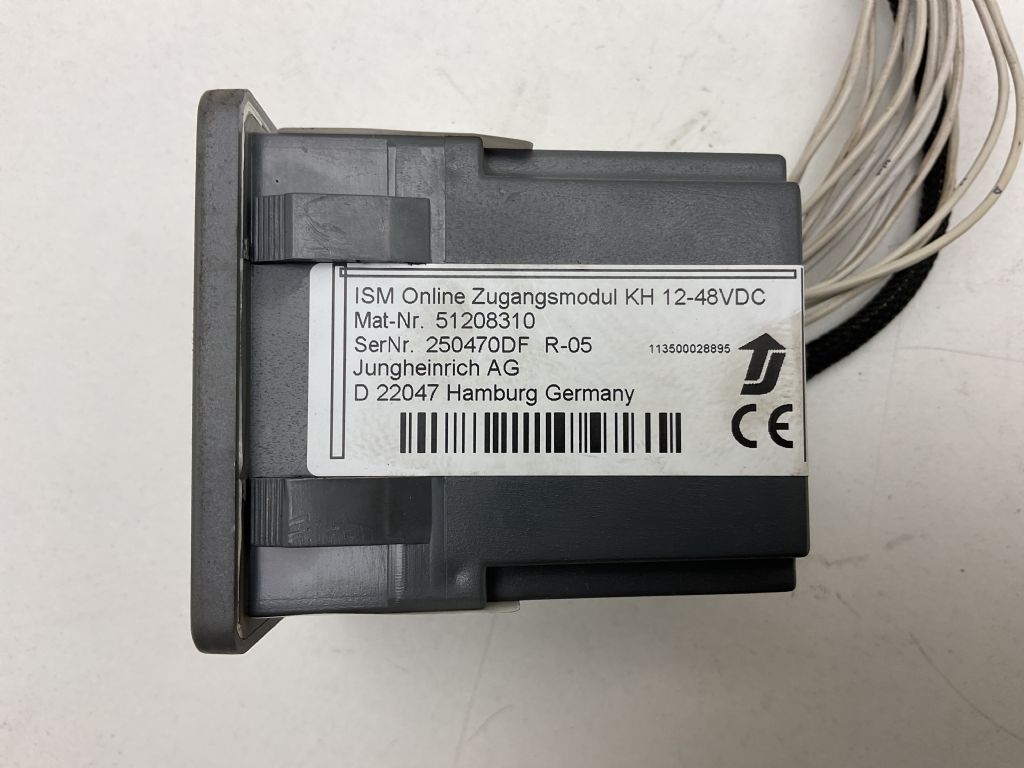 ISM Online Zugangsmodul KH 12-48VDC
Mat-Nr. 51208310
SerNr. 250470DF R-05
113500028895
Jungheinrich AG
D 22047 Hamburg Germany
CE